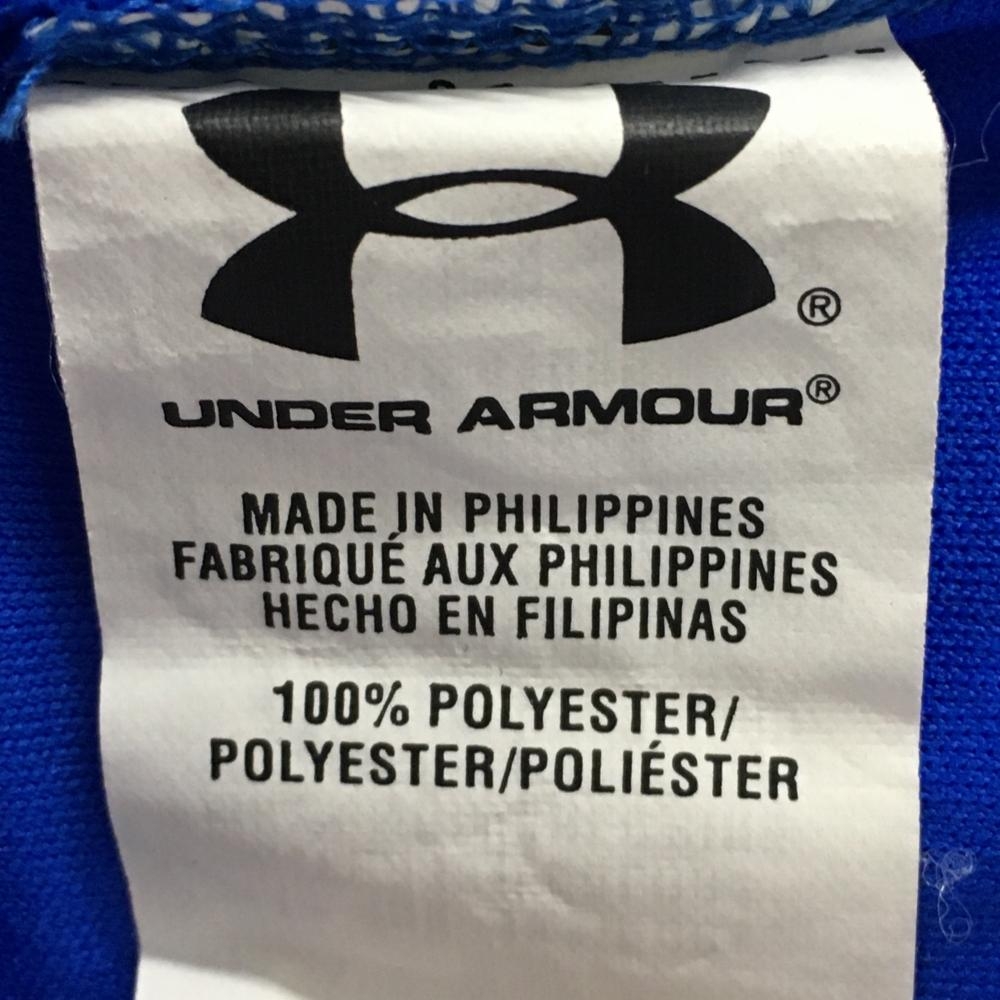 ®
UNDER ARMOUR®
MADE IN PHILIPPINES
FABRIQUÉ AUX PHILIPPINES
HECHO EN FILIPINAS
100% POLYESTER/
POLYESTER/POLIÉSTER